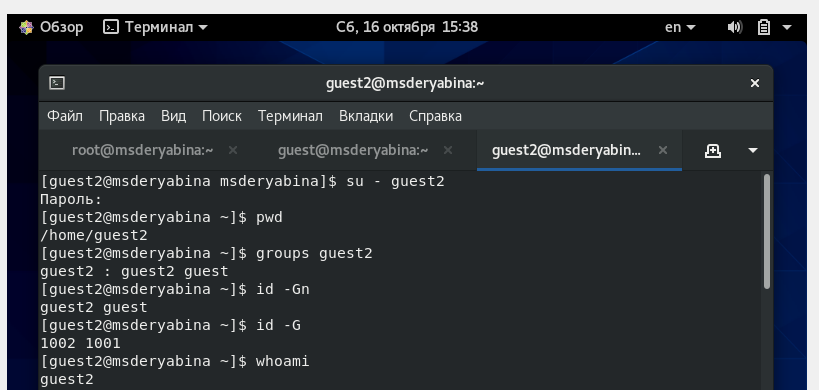 Обзор Терминал Сб, 16 октября 15:38 en
guest2@msderyabina:~
Файл Правка Вид Поиск Терминал Вкладки Справка
root@msderyabina:~ guest@msderyabina:~ guest2@msderyabin...
[guest2@msderyabina msderyabina]$ su - guest2
Пароль:
[guest2@msderyabina ~]$ pwd
/home/guest2
[guest2@msderyabina ~]$ groups guest2
guest2 : guest2 guest
[guest2@msderyabina ~]$ id -Gn
guest2 guest
[guest2@msderyabina ~]$ id -G
1002 1001
[guest2@msderyabina ~]$ whoami
guest2